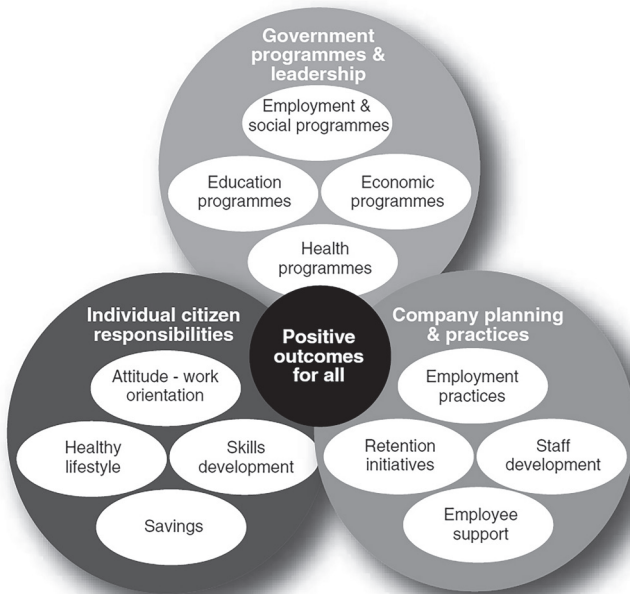 Government
programmes &
leadership
Employment &
social programmes
Education
programmes
Economic
programmes
Health
programmes
Individual citizen
responsibilities
Attitude - work
orientation
Healthy
lifestyle
Skills
development
Savings
Positive
outcomes
for all
Company planning
& practices
Employment
practices
Retention
initiatives
Staff
development
Employee
support